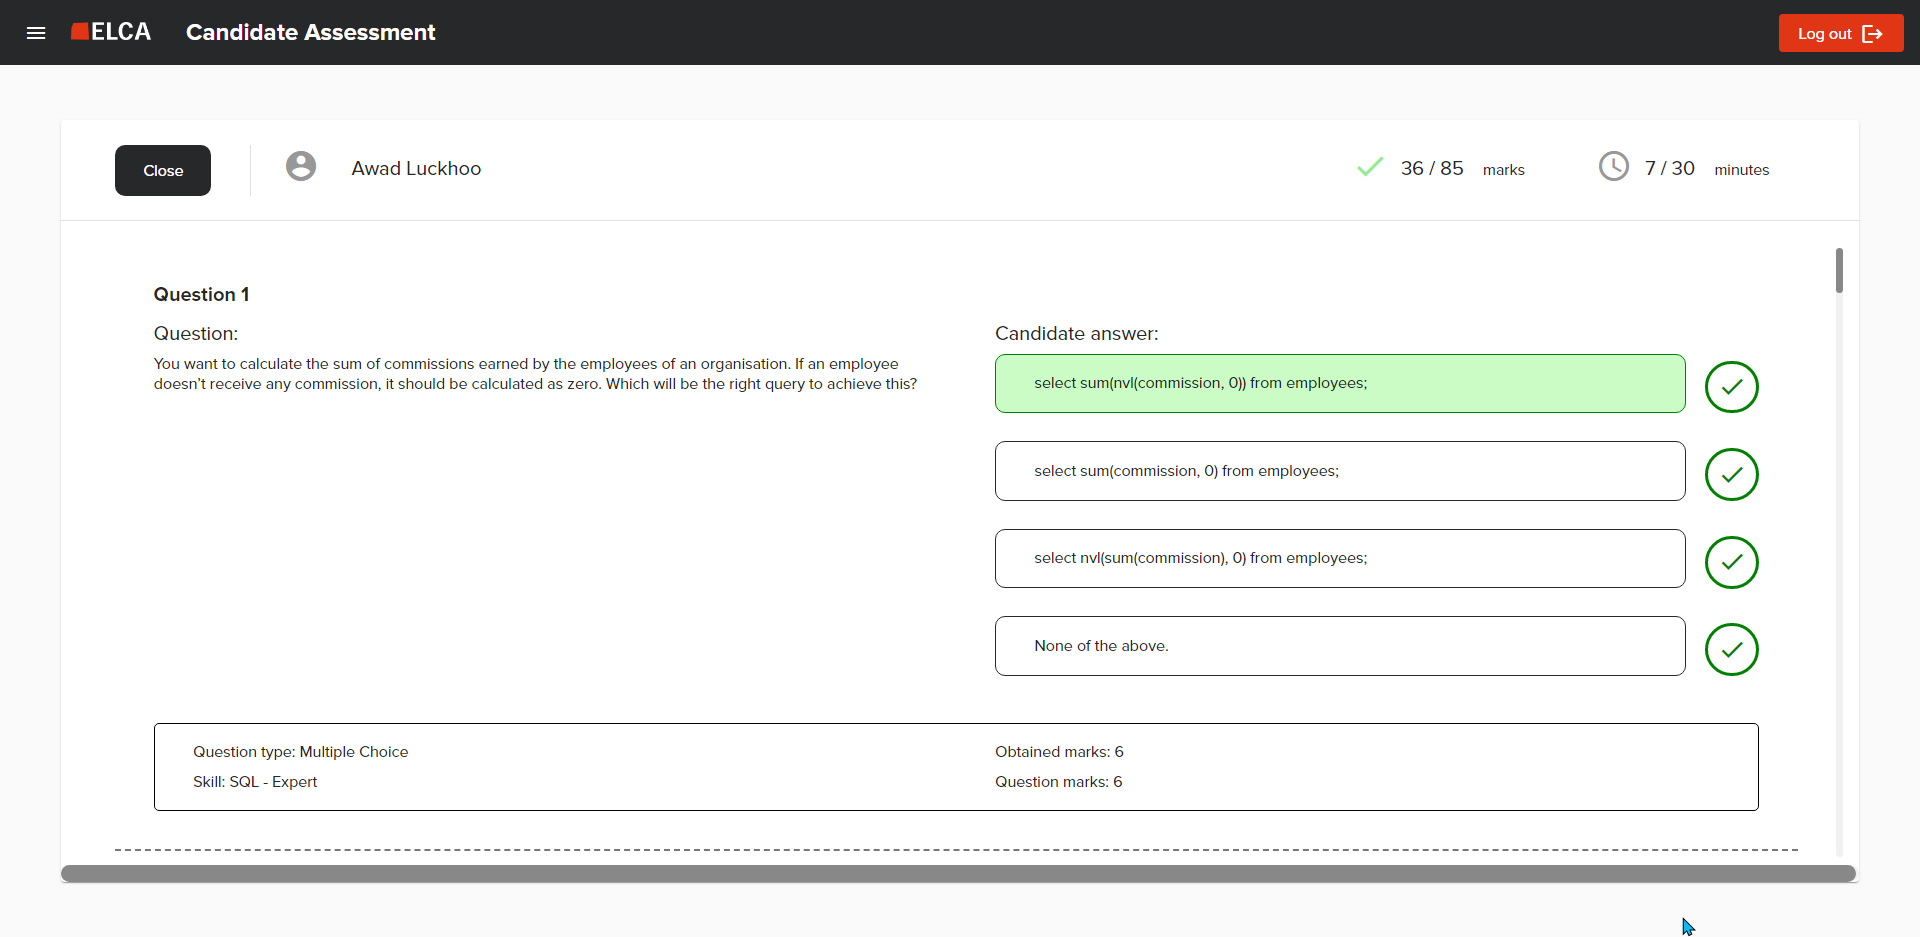 ELCA
Candidate Assessment
Log out
Close
Awad Luckhoo
36 / 85 marks
7 / 30 minutes
Question 1
Question:
You want to calculate the sum of commissions earned by the employees of an organisation. If an employee
doesn't receive any commission, it should be calculated as zero. Which will be the right query to achieve this?
Candidate answer:
select sum(nvl(commission, 0)) from employees;
select sum(commission, 0) from employees;
select nvl(sum(commission), 0) from employees;
None of the above.
Question type: Multiple Choice
Skill: SQL - Expert
Obtained marks: 6
Question marks: 6